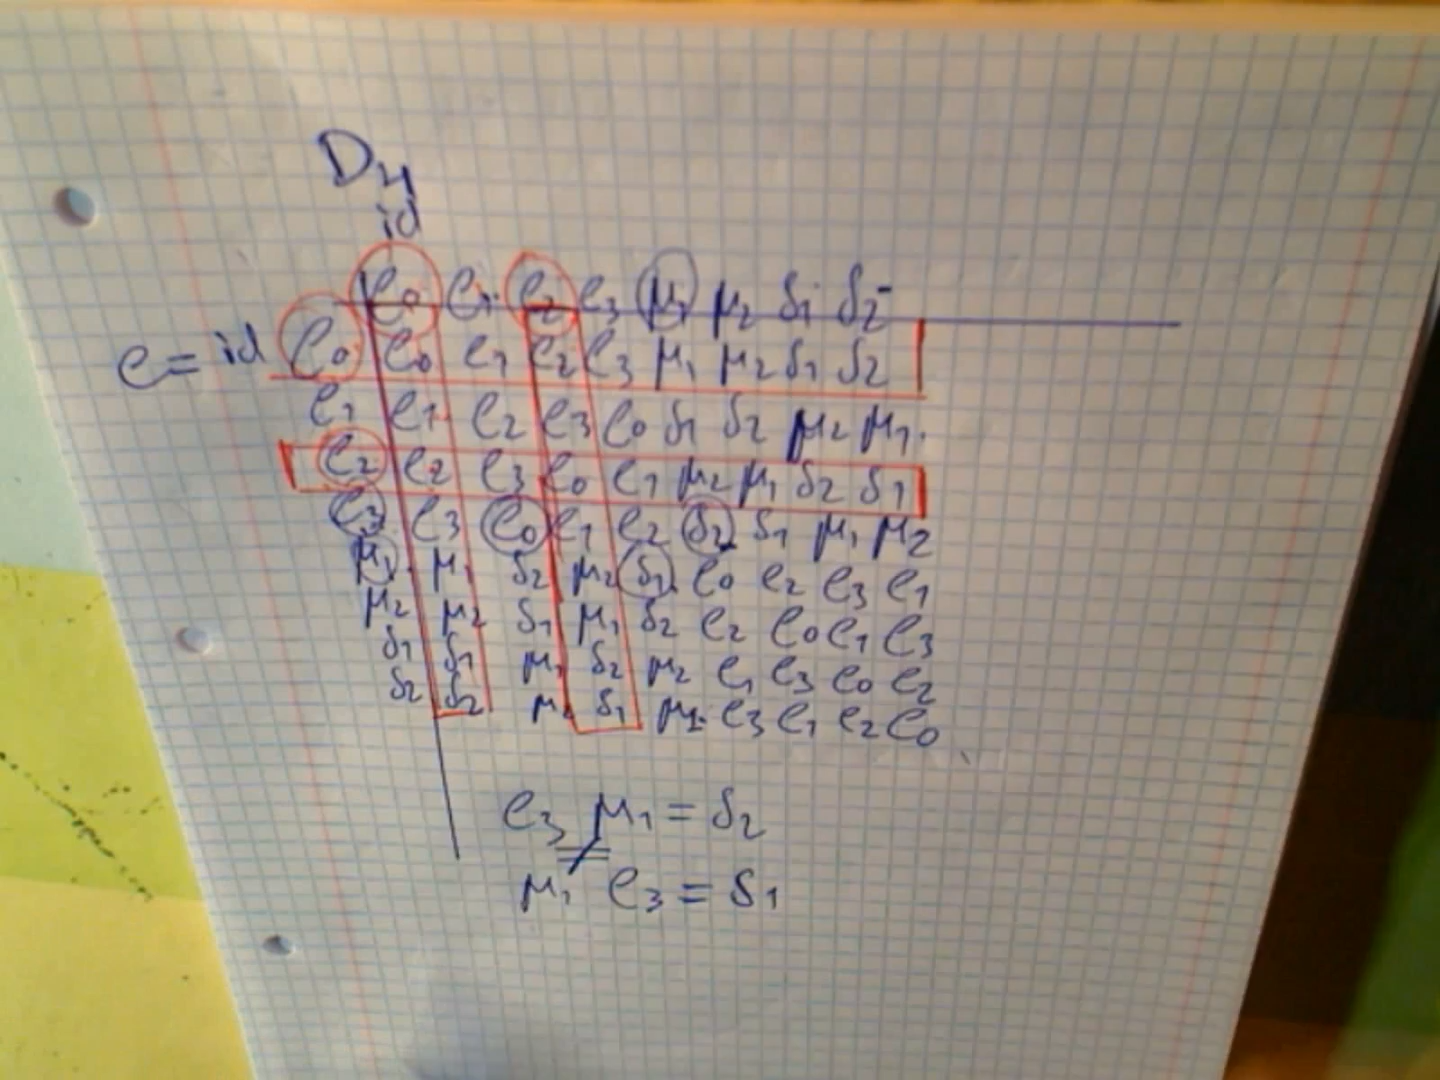 D4
id
e0 e1 e2 e3 μ1 μ2 δ1 δ2
e = id e0 e0 e1 e2 e3 μ1 μ2 δ1 δ2
e1 e1 e2 e3 e0 δ1 δ2 μ2 μ1
e2 e2 e3 e0 e1 μ2 μ1 δ2 δ1
e3 e3 e0 e1 e2 δ2 δ1 μ1 μ2
μ1 μ1 δ2 μ2 δ1 e0 e2 e3 e1
μ2 μ2 δ1 μ1 δ2 e2 e0 e1 e3
δ1 δ1 μ1 δ2 μ2 e1 e3 e0 e2
δ2 δ2 μ2 δ1 μ1 e3 e1 e2 e0
e3 μ1 = δ2
≠
μ1 e3 = δ1